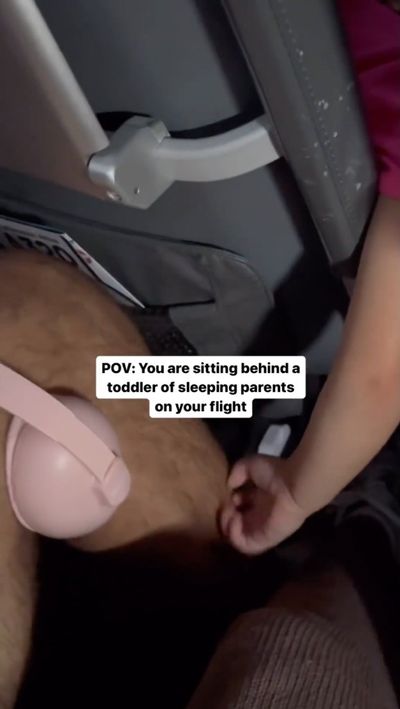 POV: You are sitting behind a
toddler of sleeping parents
on your flight